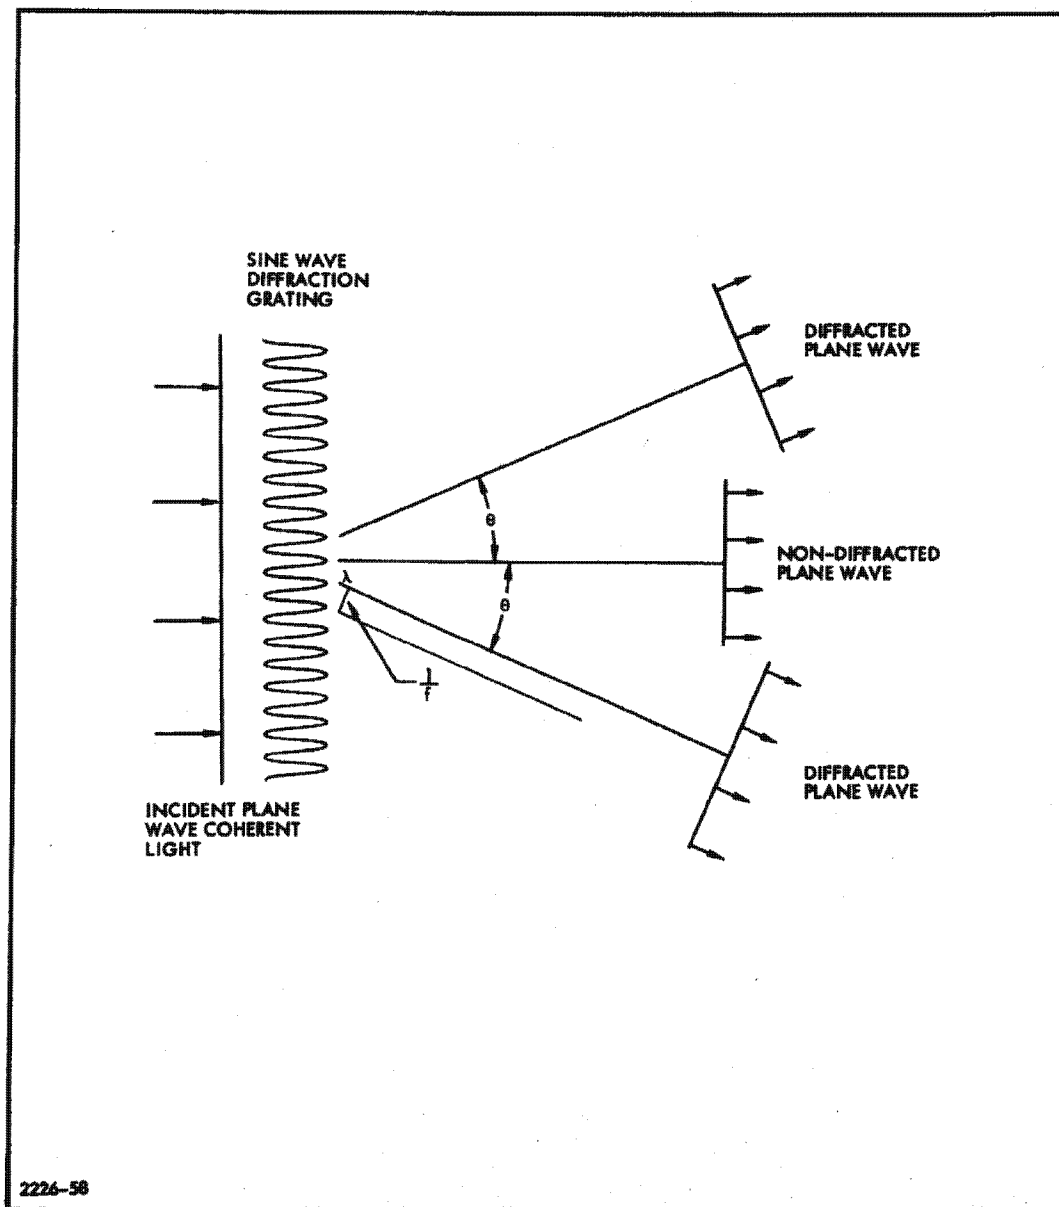 SINE WAVE
DIFFRACTION
GRATING
DIFFRACTED
PLANE WAVE
θ
NON-DIFFRACTED
PLANE WAVE
λ
θ
1/f
DIFFRACTED
PLANE WAVE
INCIDENT PLANE
WAVE COHERENT
LIGHT
2226-58